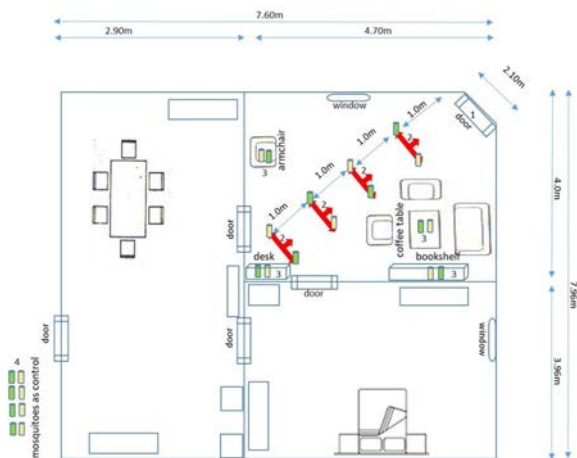 7.60m
2.90m
4.70m
2.10m
window
1.0m
1
door
1.0m
2
armchair
3
1.0m
2
4.0m
1.0m
2
coffee table
3
door
2
desk
3
bookshelf
3
door
7.96m
door
door
window
3.96m
4
mosquitoes as control